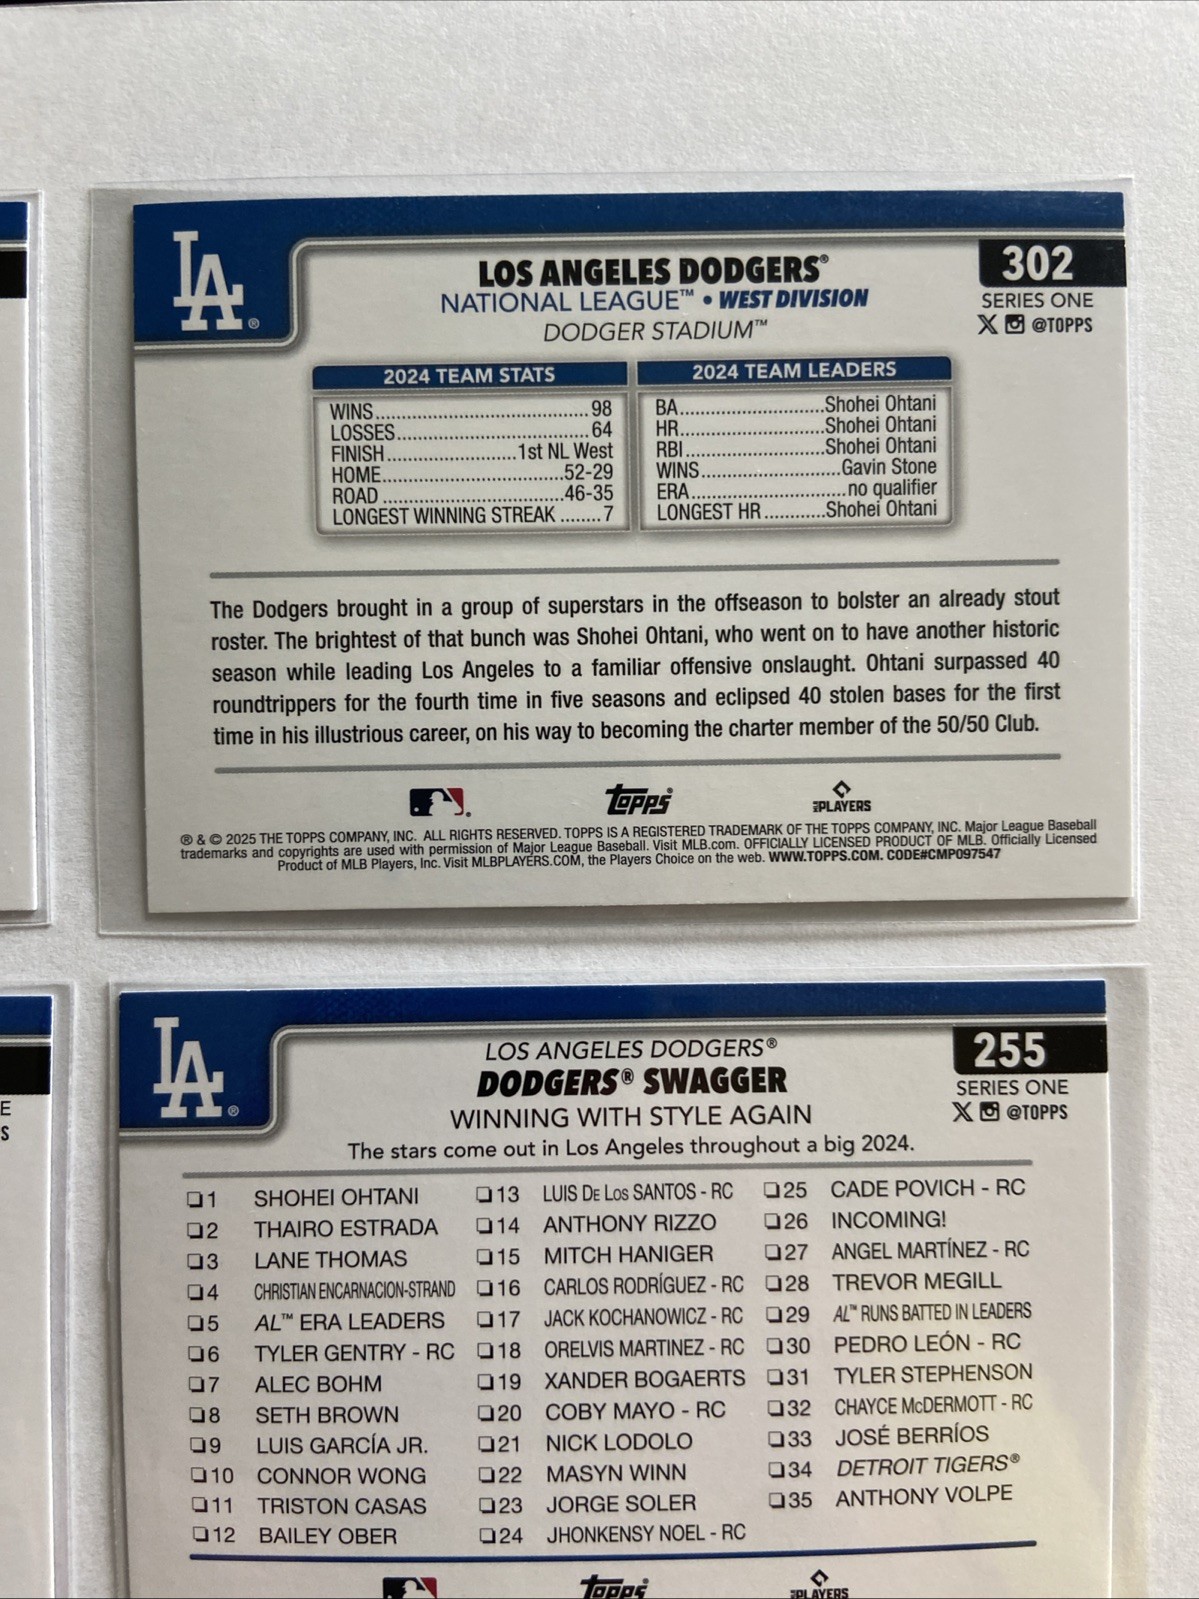 LA®
LOS ANGELES DODGERS®
302
NATIONAL LEAGUE™ • WEST DIVISION
SERIES ONE
DODGER STADIUM™
X @TOPPS
2024 TEAM STATS
WINS 98
LOSSES 64
FINISH 1st NL West
HOME 52-29
ROAD 46-35
LONGEST WINNING STREAK 7
2024 TEAM LEADERS
BA Shohei Ohtani
HR Shohei Ohtani
RBI Shohei Ohtani
WINS Gavin Stone
ERA no qualifier
LONGEST HR Shohei Ohtani
The Dodgers brought in a group of superstars in the offseason to bolster an already stout
roster. The brightest of that bunch was Shohei Ohtani, who went on to have another historic
season while leading Los Angeles to a familiar offensive onslaught. Ohtani surpassed 40
roundtrippers for the fourth time in five seasons and eclipsed 40 stolen bases for the first
time in his illustrious career, on his way to becoming the charter member of the 50/50 Club.
Topps
MLB PLAYERS
® & © 2025 THE TOPPS COMPANY, INC. ALL RIGHTS RESERVED. TOPPS IS A REGISTERED TRADEMARK OF THE TOPPS COMPANY, INC. Major League Baseball
trademarks and copyrights are used with permission of Major League Baseball. Visit MLB.com. OFFICIALLY LICENSED PRODUCT OF MLB. Officially Licensed
Product of MLB Players, Inc. Visit MLBPLAYERS.COM, the Players Choice on the web. WWW.TOPPS.COM. CODE#CMP097547
LA®
LOS ANGELES DODGERS®
255
DODGERS® SWAGGER
SERIES ONE
WINNING WITH STYLE AGAIN
X @TOPPS
The stars come out in Los Angeles throughout a big 2024.
1 SHOHEI OHTANI
2 THAIRO ESTRADA
3 LANE THOMAS
4 CHRISTIAN ENCARNACION-STRAND
5 AL™ ERA LEADERS
6 TYLER GENTRY - RC
7 ALEC BOHM
8 SETH BROWN
9 LUIS GARCÍA JR.
10 CONNOR WONG
11 TRISTON CASAS
12 BAILEY OBER
13 LUIS De Los SANTOS - RC
14 ANTHONY RIZZO
15 MITCH HANIGER
16 CARLOS RODRÍGUEZ - RC
17 JACK KOCHANOWICZ - RC
18 ORELVIS MARTINEZ - RC
19 XANDER BOGAERTS
20 COBY MAYO - RC
21 NICK LODOLO
22 MASYN WINN
23 JORGE SOLER
24 JHONKENSY NOEL - RC
25 CADE POVICH - RC
26 INCOMING!
27 ANGEL MARTÍNEZ - RC
28 TREVOR MEGILL
29 AL™ RUNS BATTED IN LEADERS
30 PEDRO LEÓN - RC
31 TYLER STEPHENSON
32 CHAYCE McDERMOTT - RC
33 JOSÉ BERRÍOS
34 DETROIT TIGERS®
35 ANTHONY VOLPE
Topps
MLB PLAYERS
E
S